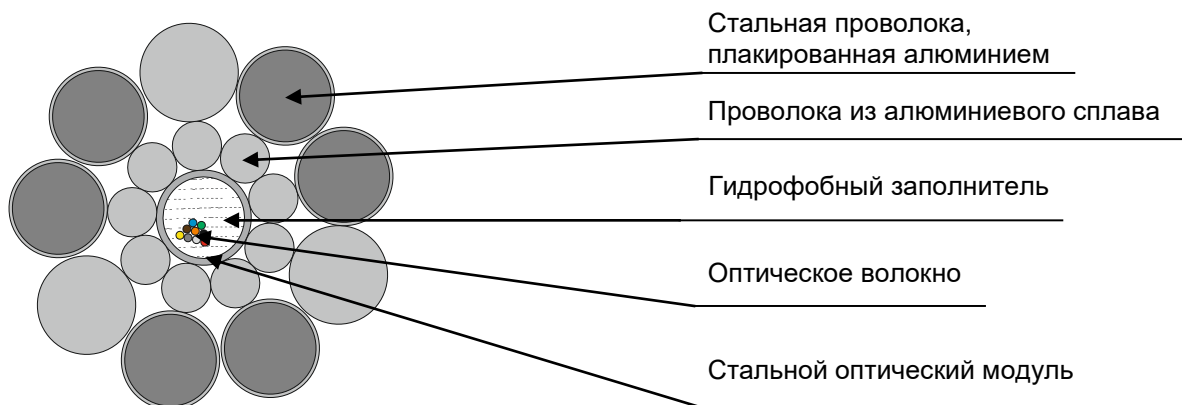 Стальная проволока,
плакированная алюминием
Проволока из алюминиевого сплава
Гидрофобный заполнитель
Оптическое волокно
Стальной оптический модуль